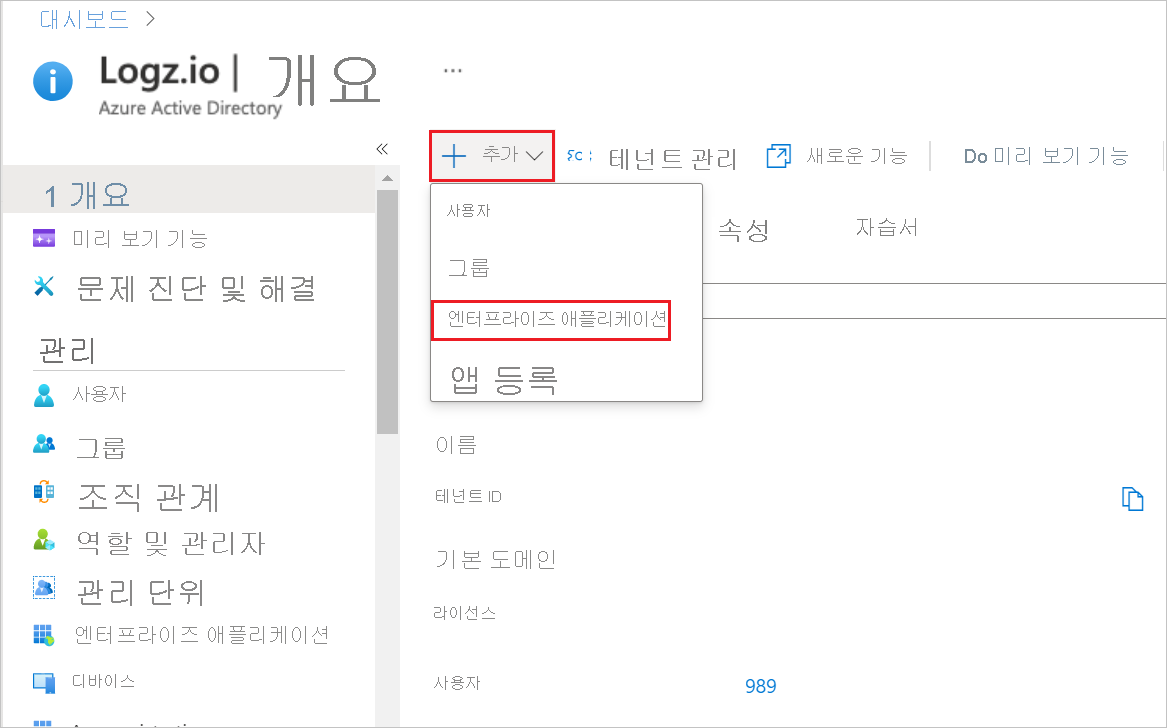 대시보드 >
Logz.io | 개요 ...
Azure Active Directory
«
+ 추가
테넌트 관리
새로운 기능
Do 미리 보기 기능
1 개요
미리 보기 기능
문제 진단 및 해결
관리
사용자
그룹
조직 관계
역할 및 관리자
관리 단위
엔터프라이즈 애플리케이션
디바이스
사용자
그룹
엔터프라이즈 애플리케이션
앱 등록
속성
자습서
이름
테넌트 ID
기본 도메인
라이선스
사용자 989